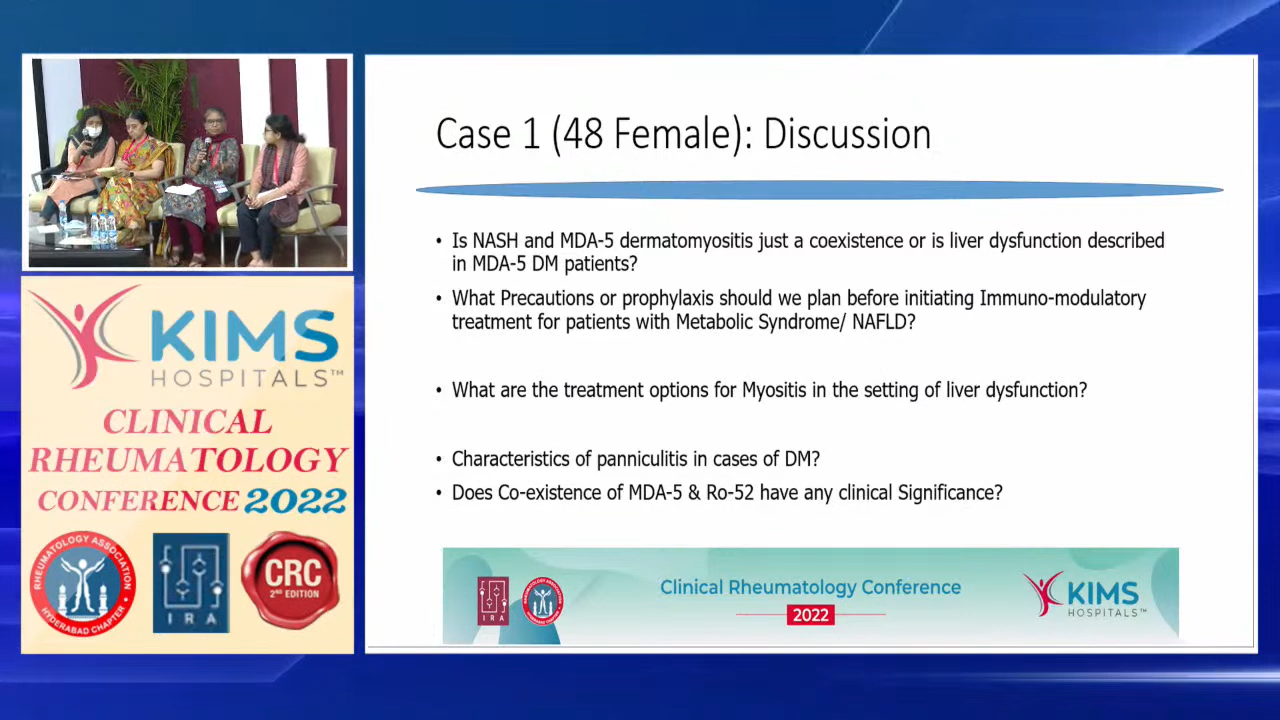 Case 1 (48 Female): Discussion
• Is NASH and MDA-5 dermatomyositis just a coexistence or is liver dysfunction described
in MDA-5 DM patients?
• What Precautions or prophylaxis should we plan before initiating Immuno-modulatory
treatment for patients with Metabolic Syndrome/ NAFLD?
• What are the treatment options for Myositis in the setting of liver dysfunction?
• Characteristics of panniculitis in cases of DM?
• Does Co-existence of MDA-5 & Ro-52 have any clinical Significance?
KIMS
HOSPITALS™
CLINICAL
RHEUMATOLOGY
CONFERENCE 2022
RHEUMATOLOGY ASSOCIATION
HYDERABAD CHAPTER
IRA
CRC
2ND EDITION
IRA
Clinical Rheumatology Conference
2022
KIMS
HOSPITALS™